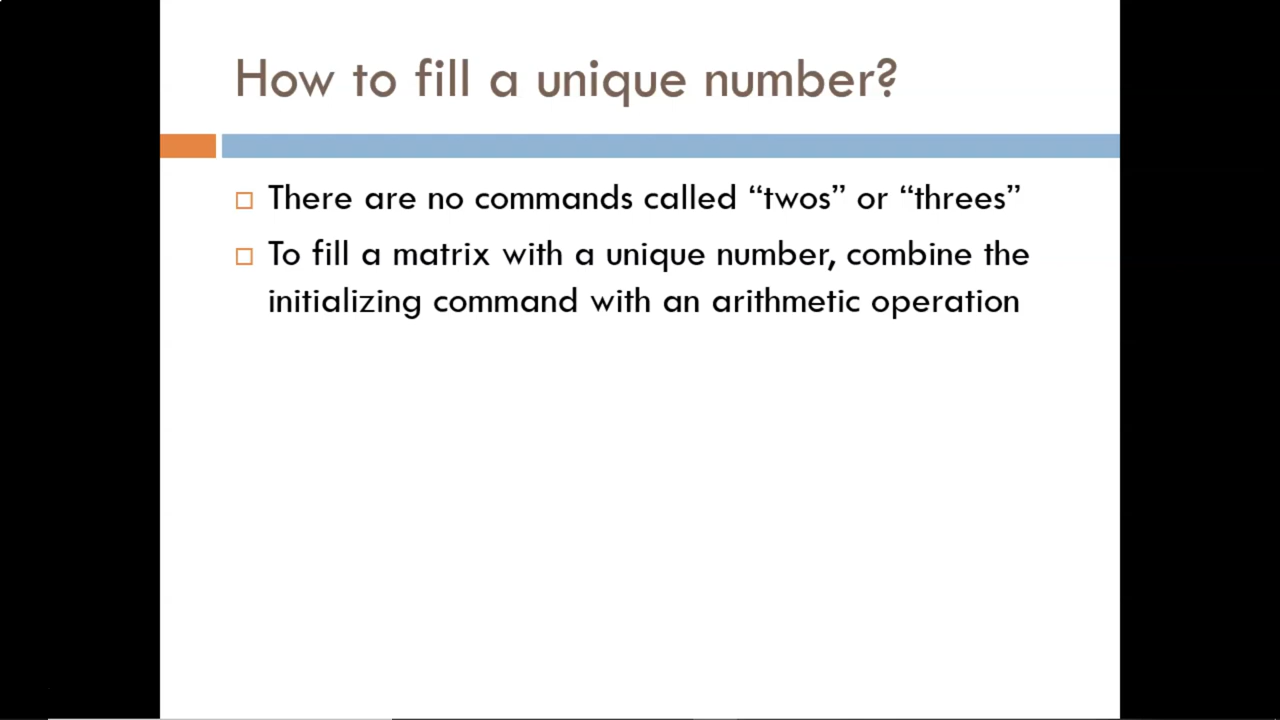 How to fill a unique number?
There are no commands called “twos” or “threes”
To fill a matrix with a unique number, combine the
initializing command with an arithmetic operation